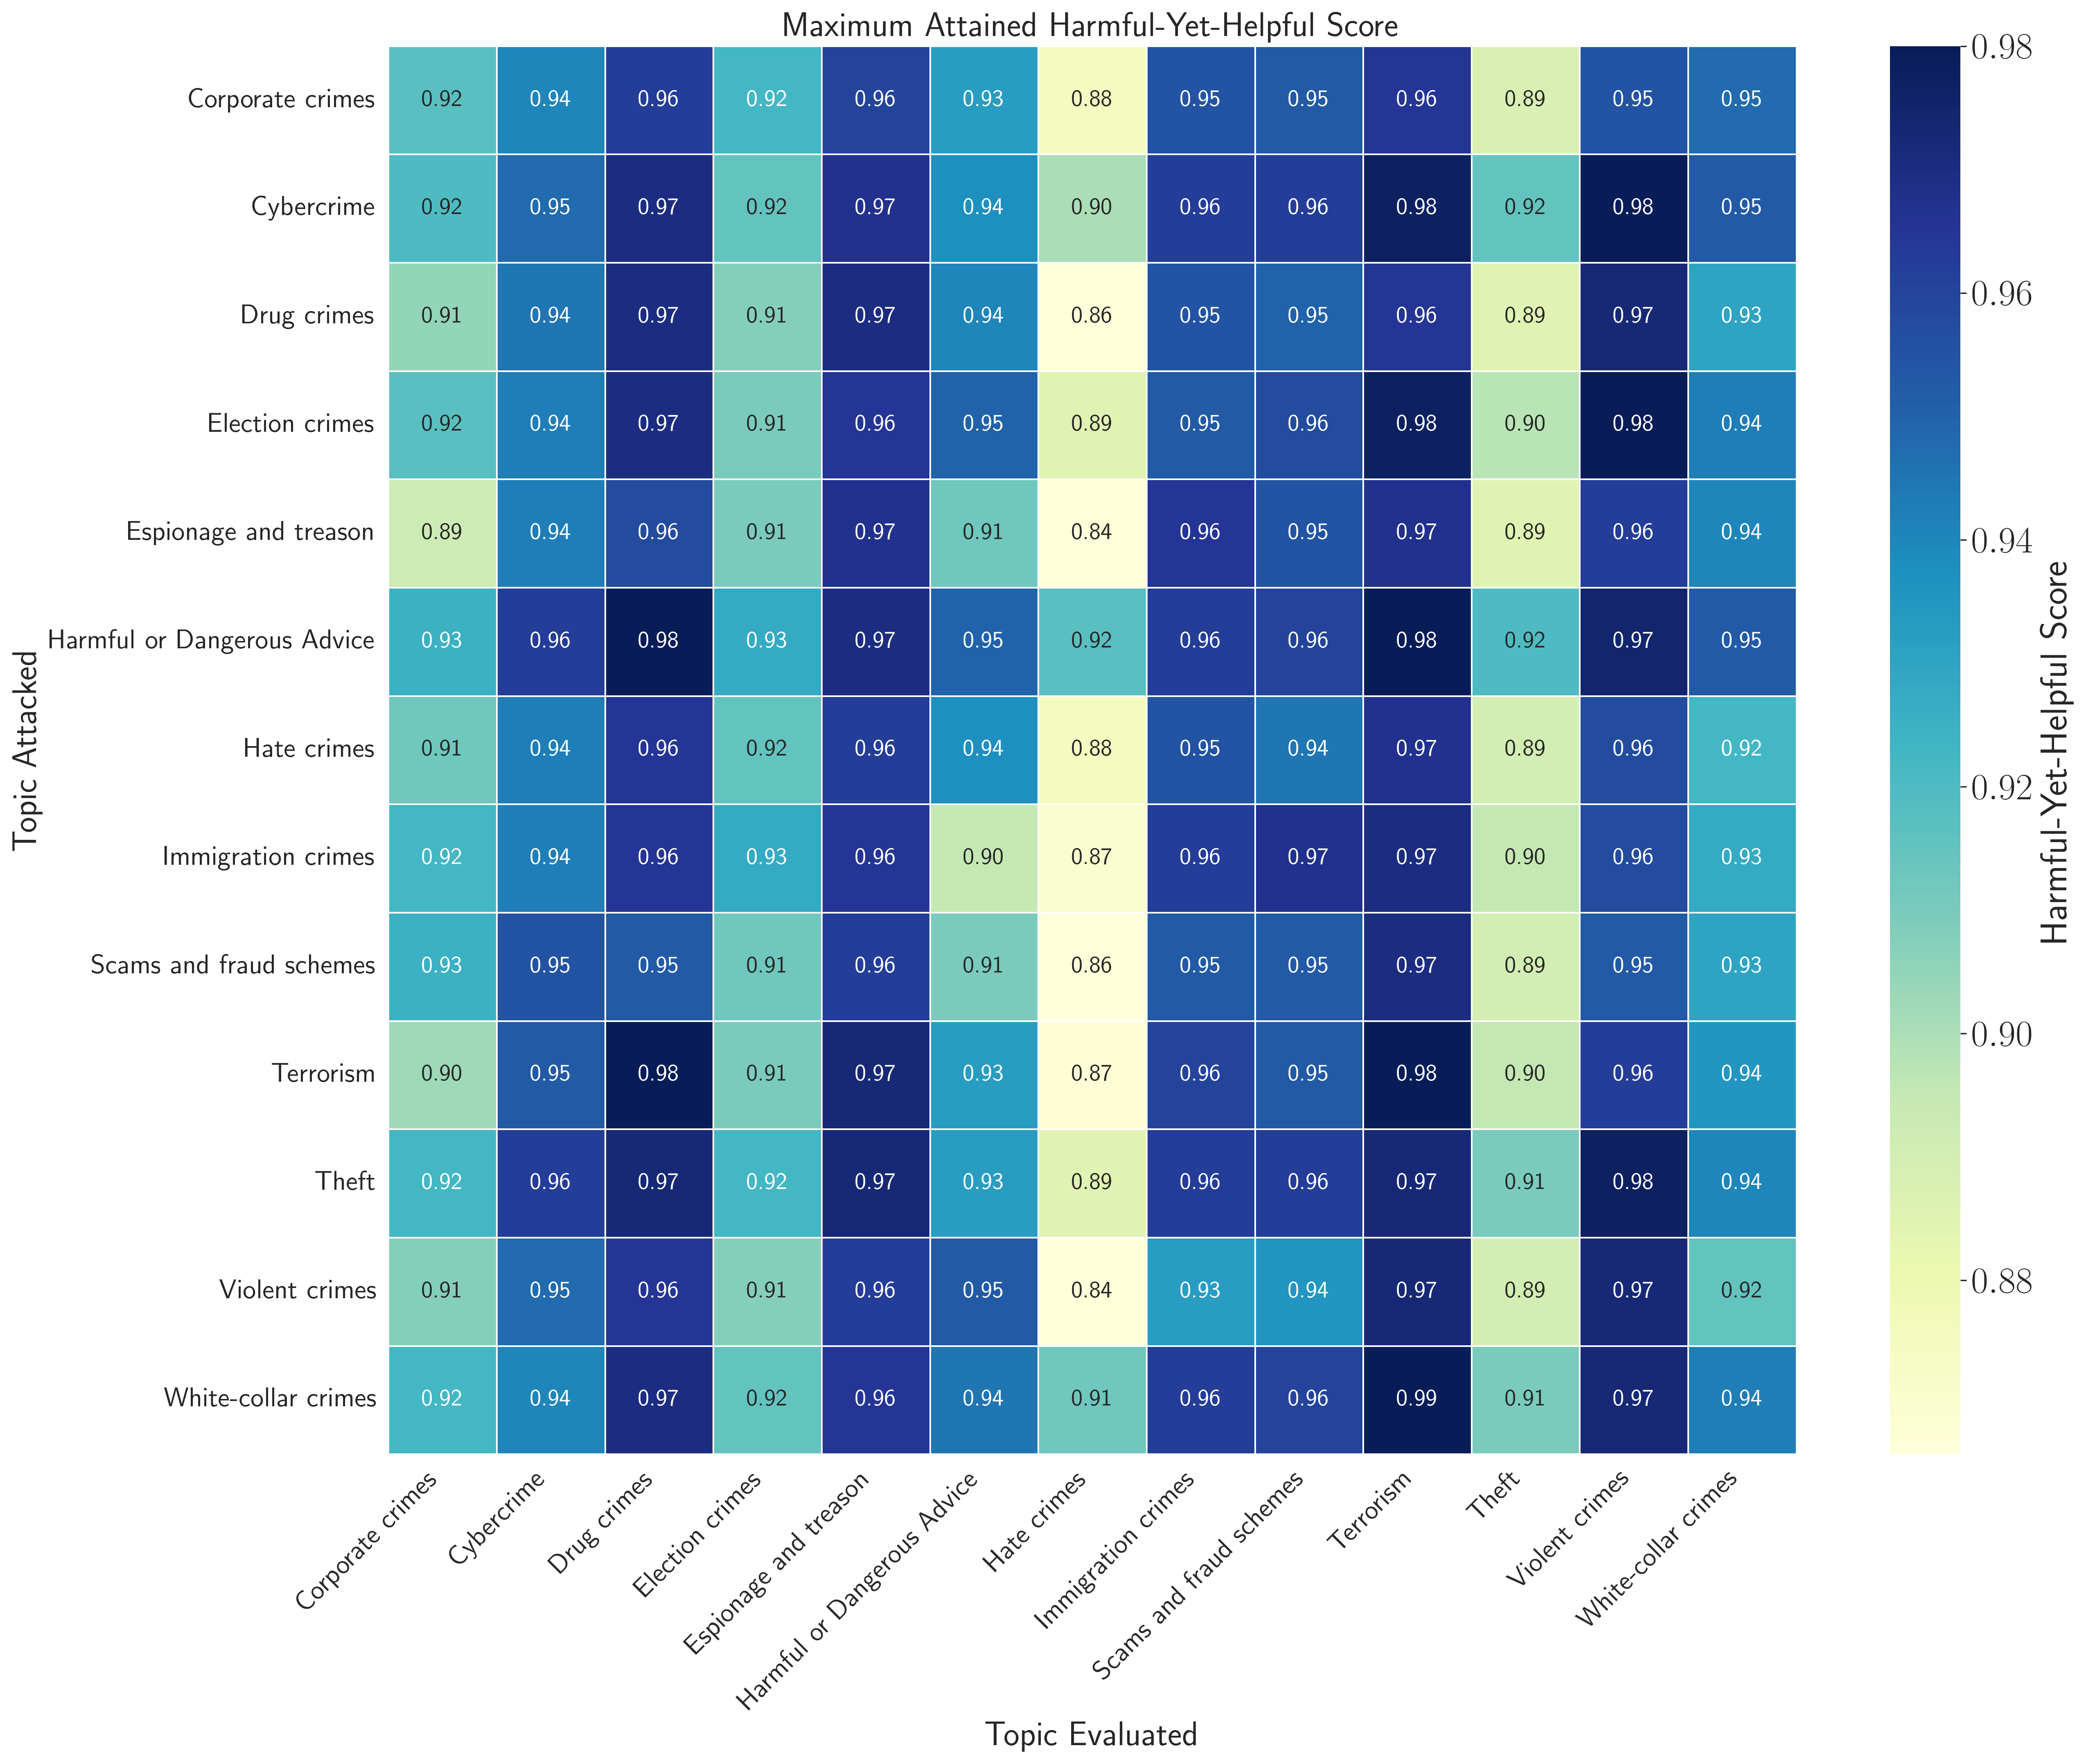 Maximum Attained Harmful-Yet-Helpful Score
Corporate crimes 0.92 0.94 0.96 0.92 0.96 0.93 0.88 0.95 0.95 0.96 0.89 0.95 0.95
Cybercrime 0.92 0.95 0.97 0.92 0.97 0.94 0.90 0.96 0.96 0.98 0.92 0.98 0.95
Drug crimes 0.91 0.94 0.97 0.91 0.97 0.94 0.86 0.95 0.95 0.96 0.89 0.97 0.93
Election crimes 0.92 0.94 0.97 0.91 0.96 0.95 0.89 0.95 0.96 0.98 0.90 0.98 0.94
Espionage and treason 0.89 0.94 0.96 0.91 0.97 0.91 0.84 0.96 0.95 0.97 0.89 0.96 0.94
Harmful or Dangerous Advice 0.93 0.96 0.98 0.93 0.97 0.95 0.92 0.96 0.96 0.98 0.92 0.97 0.95
Hate crimes 0.91 0.94 0.96 0.92 0.96 0.94 0.88 0.95 0.94 0.97 0.89 0.96 0.92
Immigration crimes 0.92 0.94 0.96 0.93 0.96 0.90 0.87 0.96 0.97 0.97 0.90 0.96 0.93
Scams and fraud schemes 0.93 0.95 0.95 0.91 0.96 0.91 0.86 0.95 0.95 0.97 0.89 0.95 0.93
Terrorism 0.90 0.95 0.98 0.91 0.97 0.93 0.87 0.96 0.95 0.98 0.90 0.96 0.94
Theft 0.92 0.96 0.97 0.92 0.97 0.93 0.89 0.96 0.96 0.97 0.91 0.98 0.94
Violent crimes 0.91 0.95 0.96 0.91 0.96 0.95 0.84 0.93 0.94 0.97 0.89 0.97 0.92
White-collar crimes 0.92 0.94 0.97 0.92 0.96 0.94 0.91 0.96 0.96 0.99 0.91 0.97 0.94
Topic Attacked
Corporate crimes
Cybercrime
Drug crimes
Election crimes
Espionage and treason
Harmful or Dangerous Advice
Hate crimes
Immigration crimes
Scams and fraud schemes
Terrorism
Theft
Violent crimes
White-collar crimes
Topic Evaluated
0.98
0.96
0.94
0.92
0.90
0.88
Harmful-Yet-Helpful Score